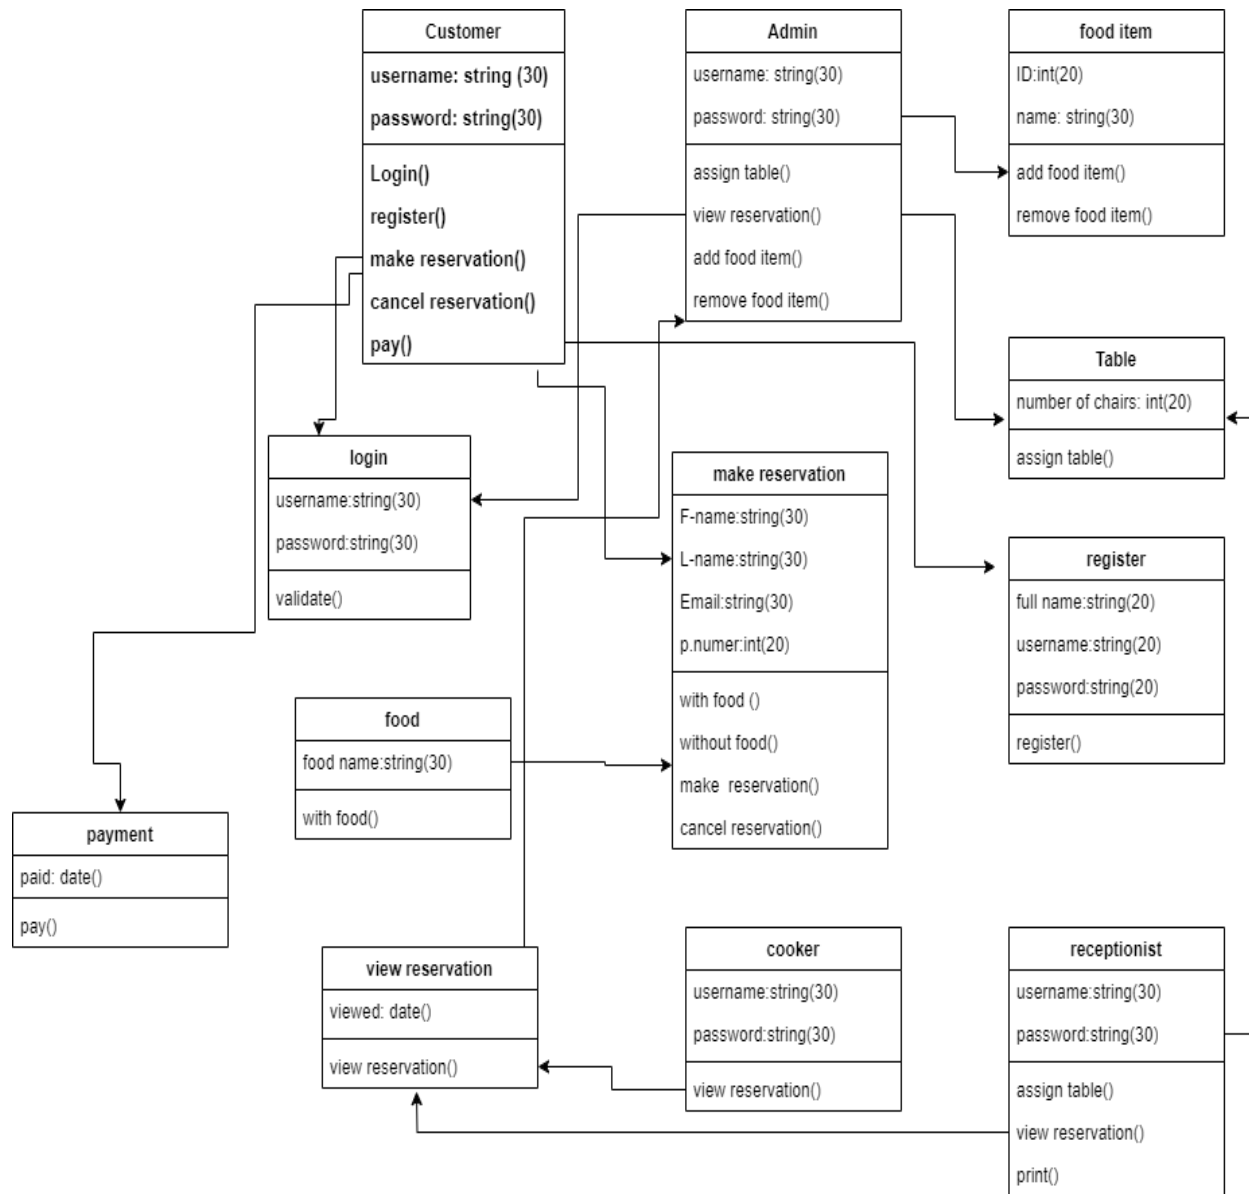 Customer
username: string (30)
password: string(30)
Login()
register()
make reservation()
cancel reservation()
pay()
Admin
username: string(30)
password: string(30)
assign table()
view reservation()
add food item()
remove food item()
food item
ID:int(20)
name: string(30)
add food item()
remove food item()
Table
number of chairs: int(20)
assign table()
login
username:string(30)
password:string(30)
validate()
make reservation
F-name:string(30)
L-name:string(30)
Email:string(30)
p.numer:int(20)
with food ()
without food()
make reservation()
cancel reservation()
register
full name:string(20)
username:string(20)
password:string(20)
register()
food
food name:string(30)
with food()
payment
paid: date()
pay()
view reservation
viewed: date()
view reservation()
cooker
username:string(30)
password:string(30)
view reservation()
receptionist
username:string(30)
password:string(30)
assign table()
view reservation()
print()